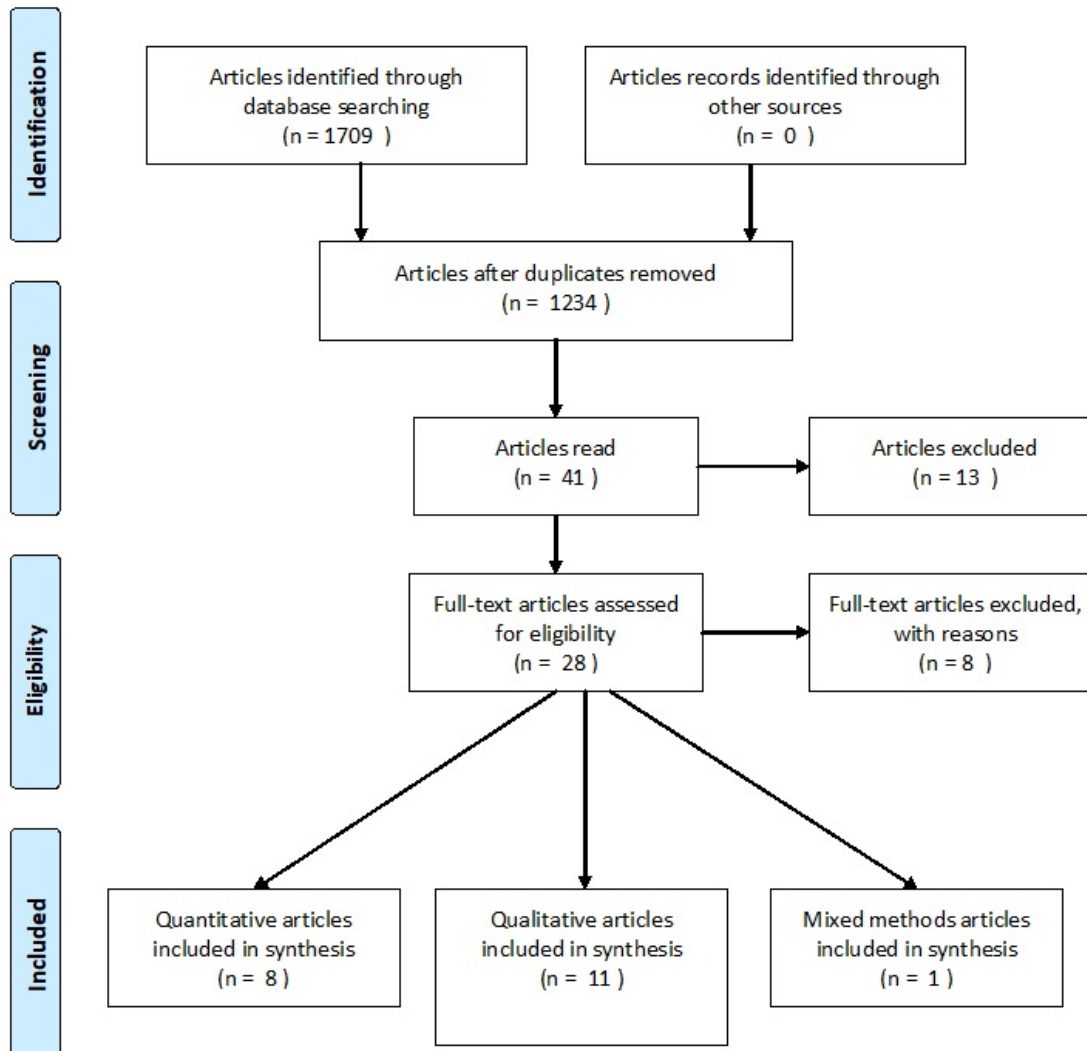 Identification
Articles identified through
database searching
(n = 1709 )
Articles records identified through
other sources
(n = 0 )
Articles after duplicates removed
(n = 1234 )
Screening
Articles read
(n = 41 )
Articles excluded
(n = 13 )
Eligibility
Full-text articles assessed
for eligibility
(n = 28 )
Full-text articles excluded,
with reasons
(n = 8 )
Included
Quantitative articles
included in synthesis
(n = 8 )
Qualitative articles
included in synthesis
(n = 11 )
Mixed methods articles
included in synthesis
(n = 1 )